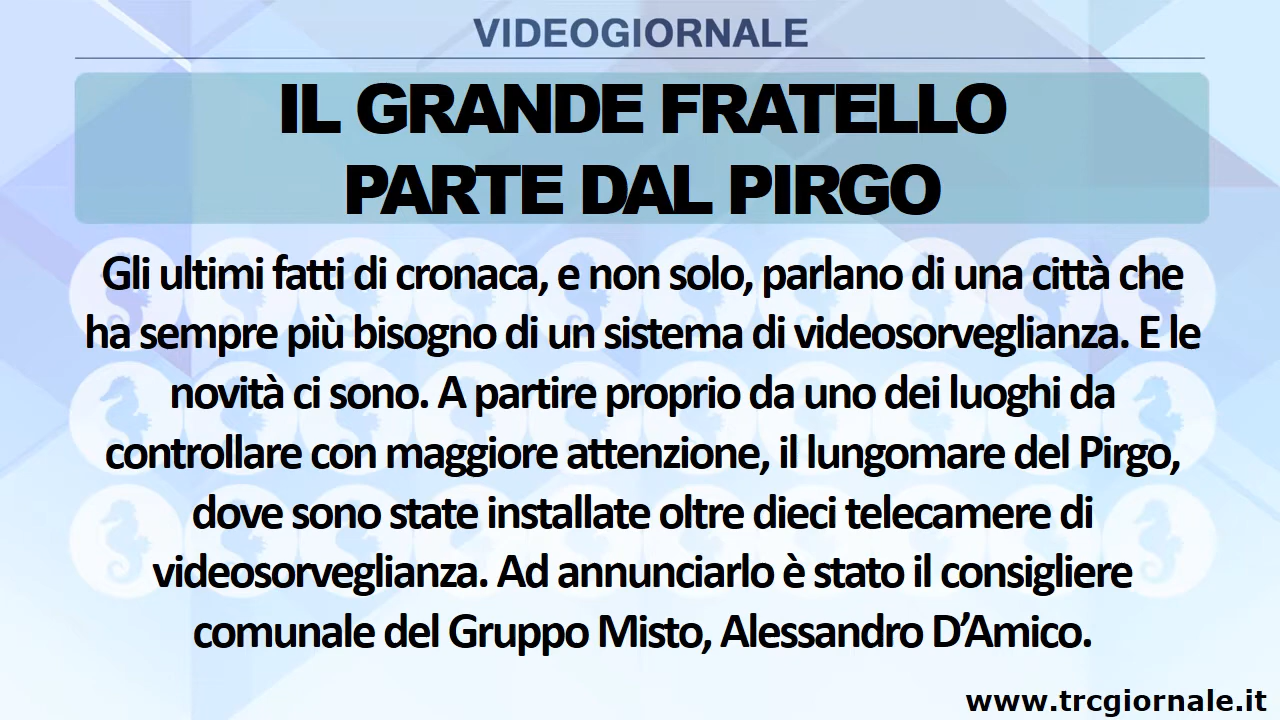 VIDEOGIORNALE
IL GRANDE FRATELLO
PARTE DAL PIRGO
Gli ultimi fatti di cronaca, e non solo, parlano di una città che
ha sempre più bisogno di un sistema di videosorveglianza. E le
novità ci sono. A partire proprio da uno dei luoghi da
controllare con maggiore attenzione, il lungomare del Pirgo,
dove sono state installate oltre dieci telecamere di
videosorveglianza. Ad annunciarlo è stato il consigliere
comunale del Gruppo Misto, Alessandro D’Amico.
www.trcgiornale.it